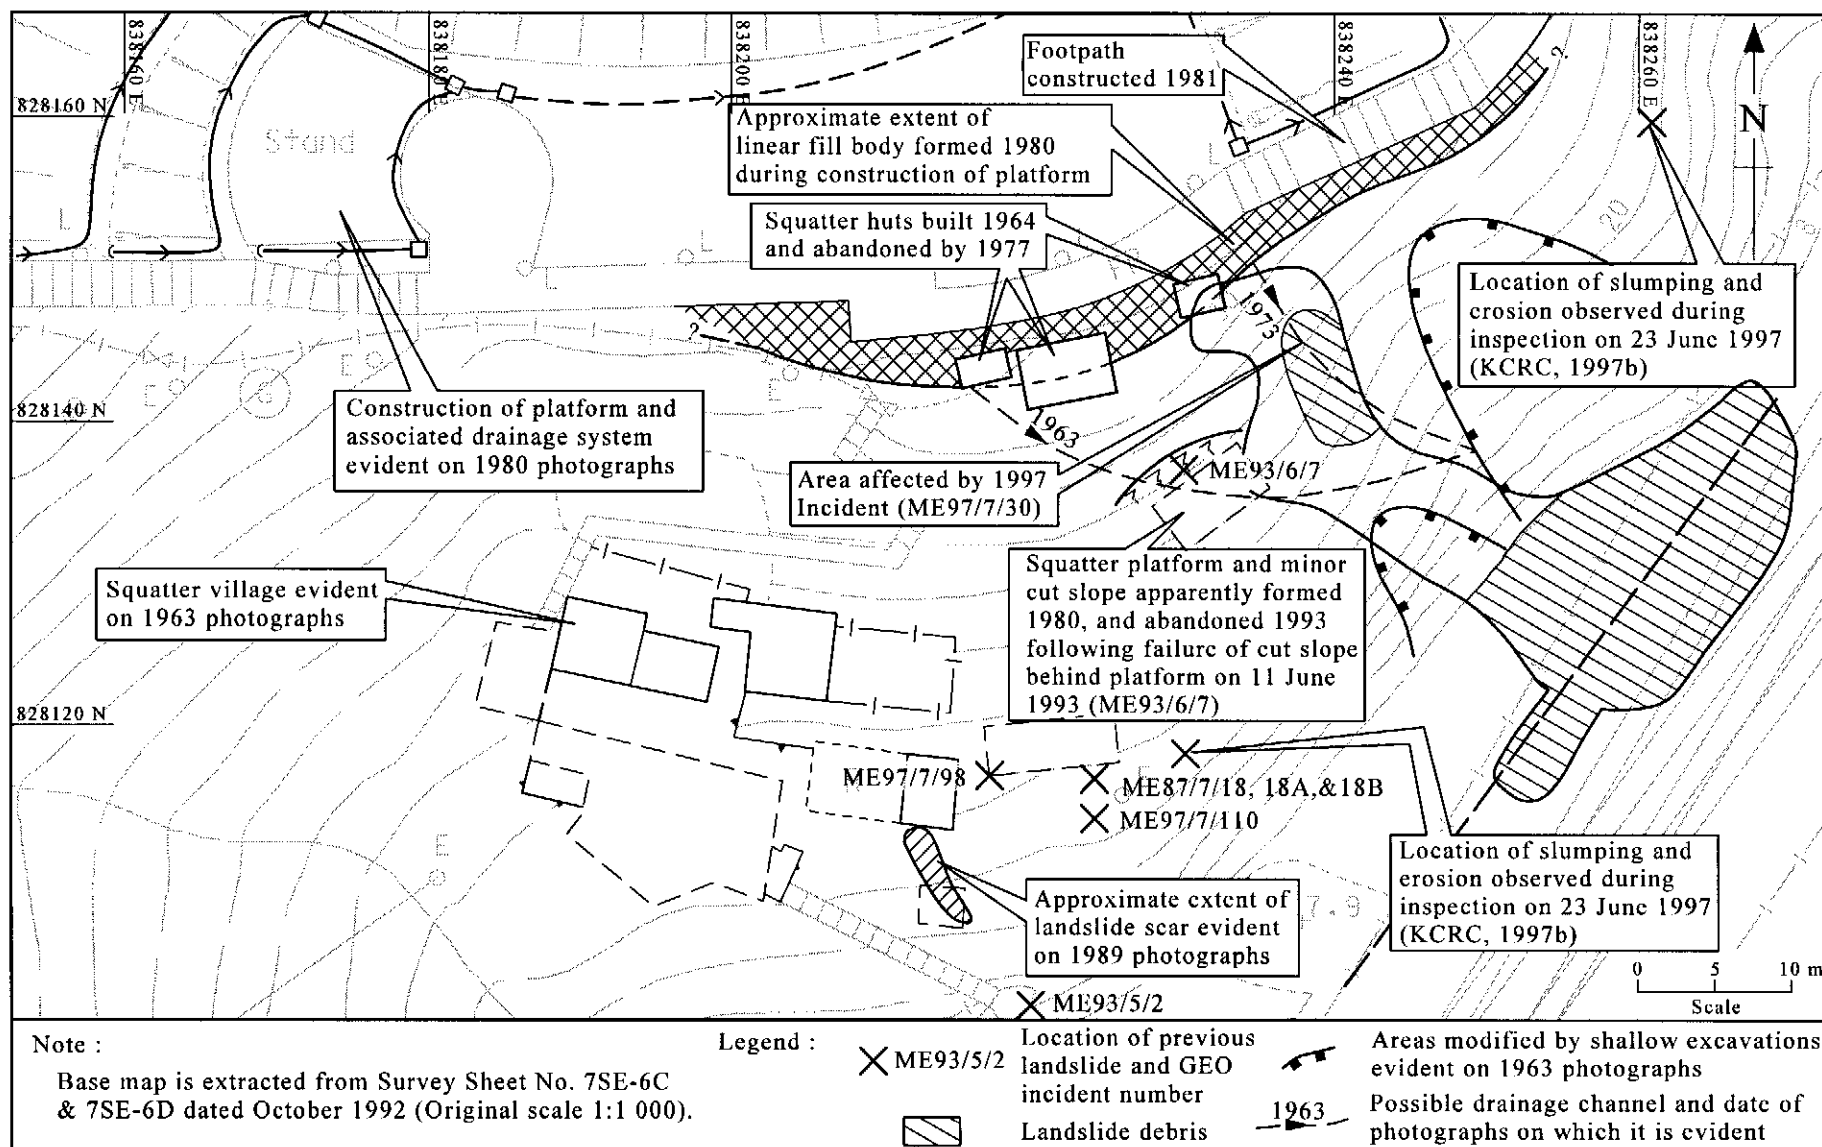 838160 E
838180 E
838200 E
838240 E
838260 E
828160 N
828140 N
828120 N
N
Stand
Footpath
constructed 1981
Approximate extent of
linear fill body formed 1980
during construction of platform
Squatter huts built 1964
and abandoned by 1977
Location of slumping and
erosion observed during
inspection on 23 June 1997
(KCRC, 1997b)
Construction of platform and
associated drainage system
evident on 1980 photographs
1973
1963
20
?
?
L
L
L
L
L
E
E
E
E
G
Area affected by 1997
Incident (ME97/7/30)
ME93/6/7
Squatter village evident
on 1963 photographs
Squatter platform and minor
cut slope apparently formed
1980, and abandoned 1993
following failure of cut slope
behind platform on 11 June
1993 (ME93/6/7)
ME97/7/98
ME87/7/18, 18A,&18B
ME97/7/110
E
Approximate extent of
landslide scar evident
on 1989 photographs
7.9
Location of slumping and
erosion observed during
inspection on 23 June 1997
(KCRC, 1997b)
ME93/5/2
0 5 10 m
Scale
Note :
Base map is extracted from Survey Sheet No. 7SE-6C
& 7SE-6D dated October 1992 (Original scale 1:1 000).
Legend :
ME93/5/2
Location of previous
landslide and GEO
incident number
Landslide debris
Areas modified by shallow excavations
evident on 1963 photographs
1963
Possible drainage channel and date of
photographs on which it is evident